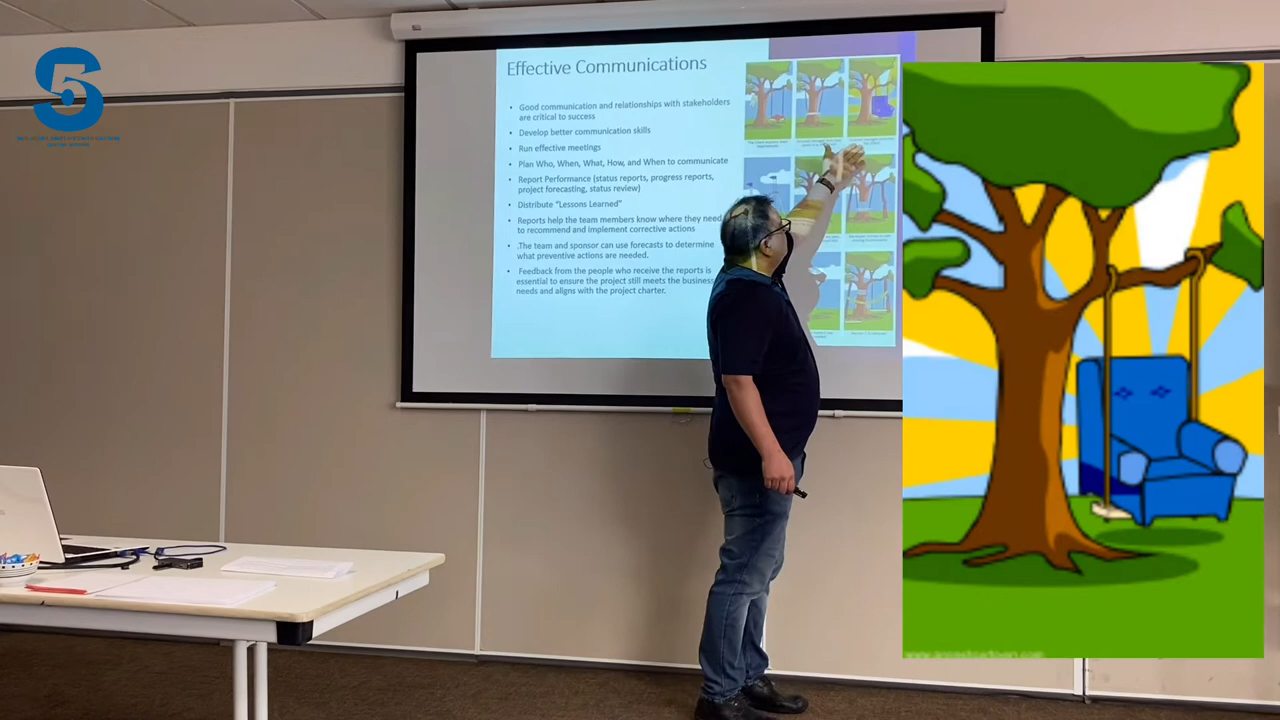 5
Effective Communications
• Good communication and relationships with stakeholders
are critical to success
• Develop better communication skills
• Run effective meetings
• Plan Who, When, What, How, and When to communicate
• Report Performance (status reports, progress reports,
project forecasting, status review)
• Distribute "Lessons Learned"
• Reports help the team members know where they need
to recommend and implement corrective actions
• .The team and sponsor can use forecasts to determine
what preventive actions are needed.
• Feedback from the people who receive the reports is
essential to ensure the project still meets the business
needs and aligns with the project charter.